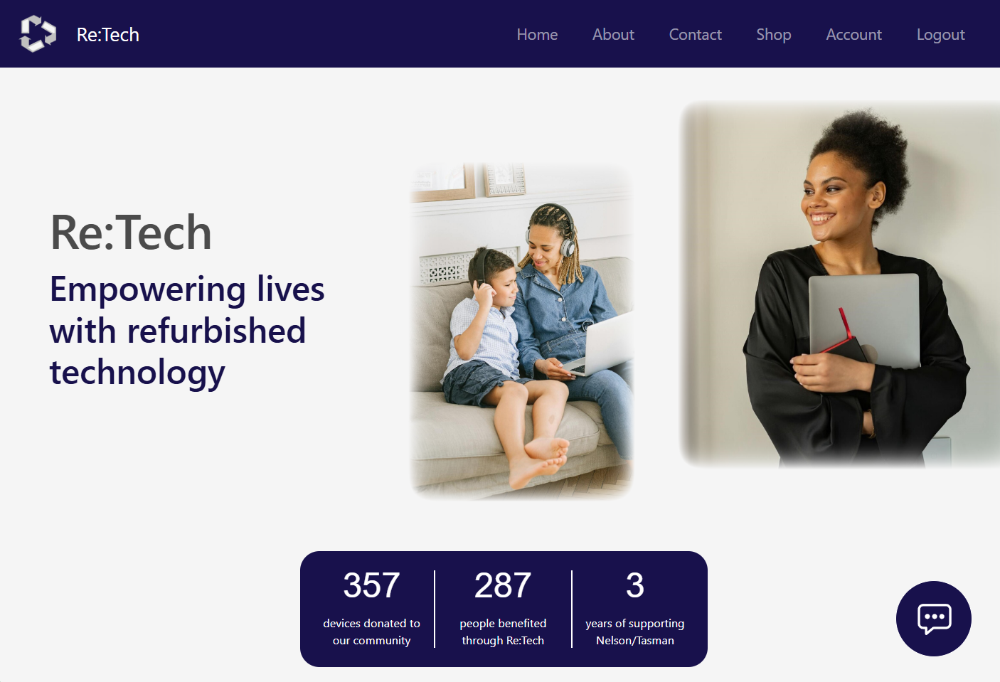 Re:Tech
Home
About
Contact
Shop
Account
Logout
Re:Tech
Empowering lives
with refurbished
technology
357
devices donated to
our community
287
people benefited
through Re:Tech
3
years of supporting
Nelson/Tasman